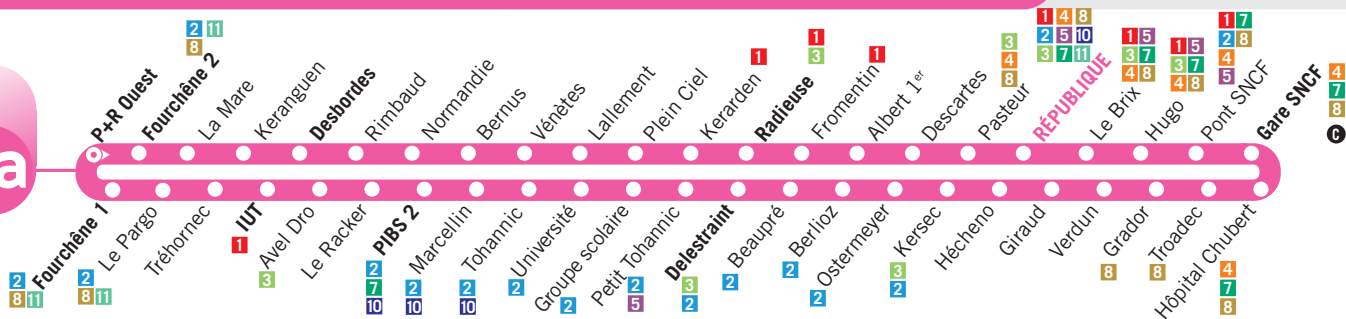 a
P+R Ouest
2 11
8
Fourchêne 2
La Mare
Keranguen
Desbordes
Rimbaud
Normandie
Bernus
Vénètes
Lallement
Plein Ciel
1
Kerarden
Radieuse
1
3
Fromentin
1
Albert 1er
Descartes
3
4
8
Pasteur
1 4 8
2 5 10
3 7 11
RÉPUBLIQUE
1 5
3 7
4 8
Le Brix
1 5
3 7
4 8
Hugo
1 7
2 8
4
5
Pont SNCF
Gare SNCF
4
7
8
C
Fourchêne 1
2
8 11
Le Pargo
2
8 11
Tréhornec
IUT
1
Avel Dro
3
Le Racker
PIBS 2
2
7
10
Marcellin
2
10
Tohannic
2
10
Université
2
Groupe scolaire
2
Petit Tohannic
2
5
Delestraint
3
2
Beaupré
2
Berlioz
2
Ostermeyer
2
Kersec
3
2
Hécheno
Giraud
Verdun
Grador
8
Troadec
8
Hôpital Chubert
4
7
8